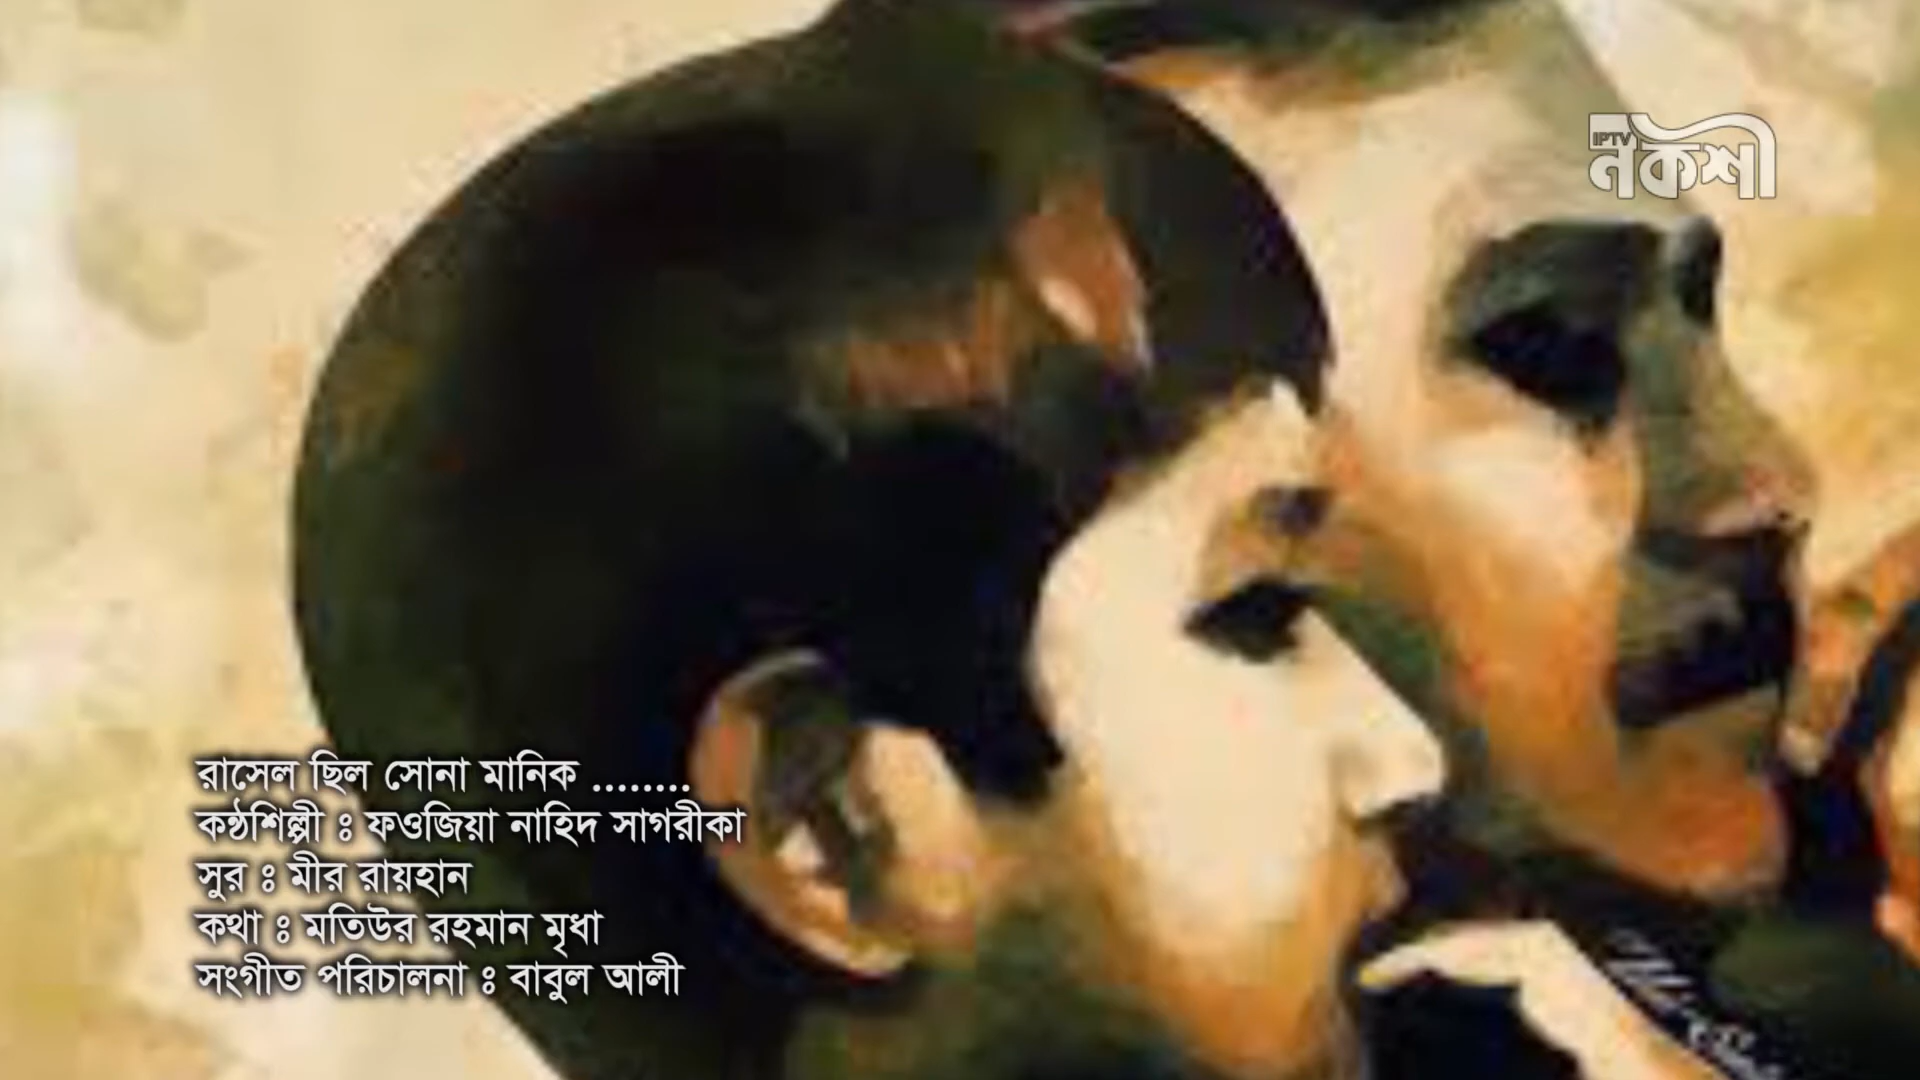 IPTV
নকশী
রাসেল ছিল সোনা মানিক ........
কন্ঠশিল্পী ঃ ফওজিয়া নাহিদ সাগরীকা
সুর ঃ মীর রায়হান
কথা ঃ মতিউর রহমান মৃধা
সংগীত পরিচালনা ঃ বাবুল আলী